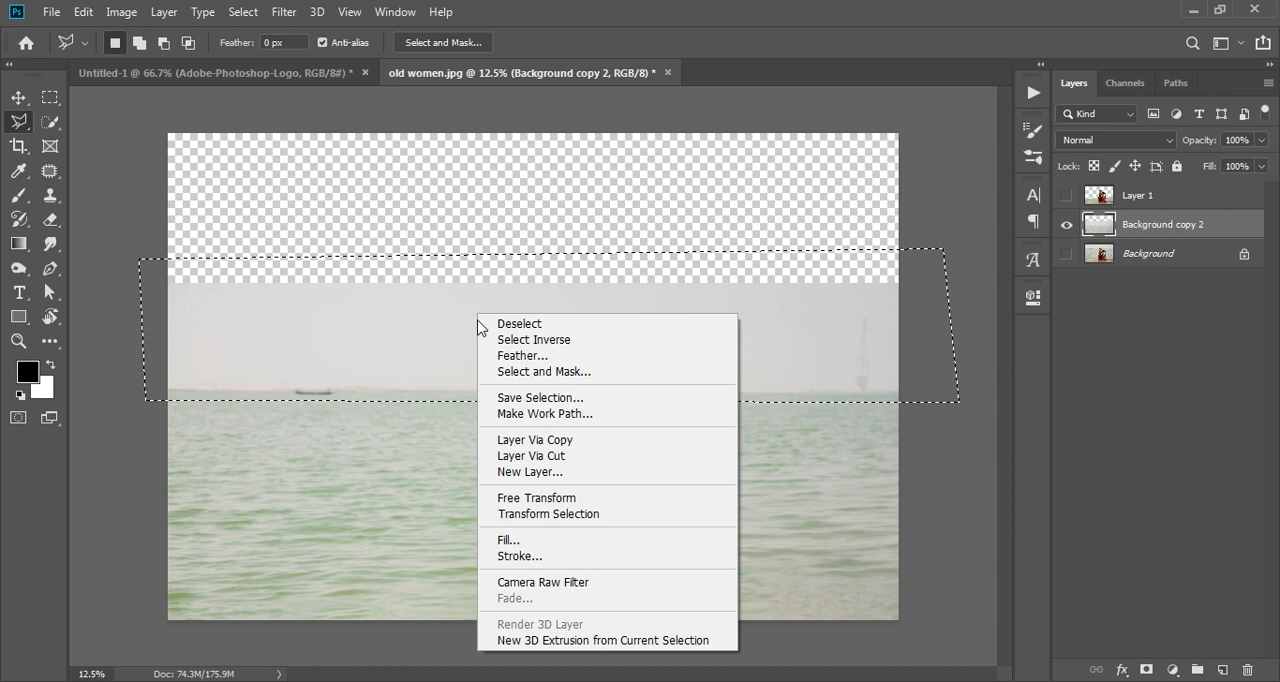 Ps File Edit Image Layer Type Select Filter 3D View Window Help
Feather: 0 px Anti-alias Select and Mask...
Untitled-1 @ 66.7% (Adobe-Photoshop-Logo, RGB/8#) * × old women.jpg @ 12.5% (Background copy 2, RGB/8) * ×
Layers Channels Paths
Kind
Normal Opacity: 100%
Lock: Fill: 100%
Layer 1
Background copy 2
Background
Deselect
Select Inverse
Feather...
Select and Mask...
Save Selection...
Make Work Path...
Layer Via Copy
Layer Via Cut
New Layer...
Free Transform
Transform Selection
Fill...
Stroke...
Camera Raw Filter
Fade...
Render 3D Layer
New 3D Extrusion from Current Selection
12.5% Doc: 74.3M/175.9M